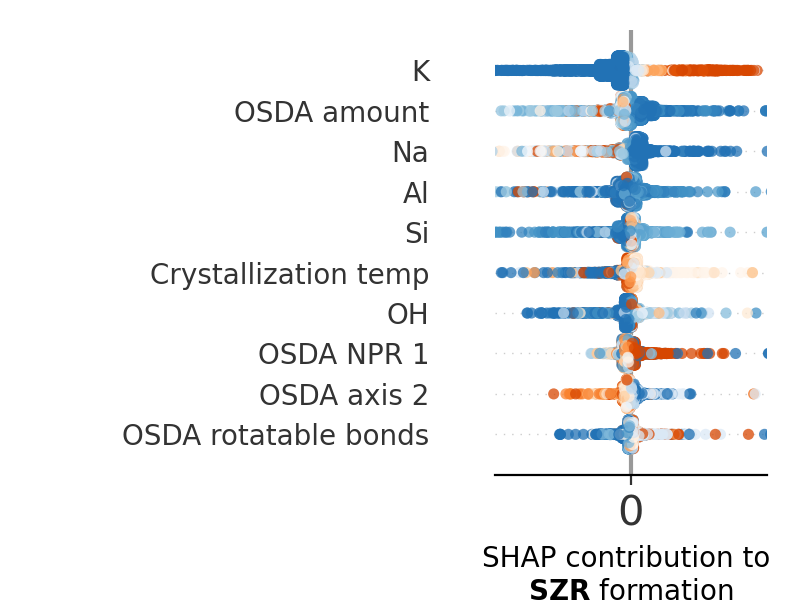 K
OSDA amount
Na
Al
Si
Crystallization temp
OH
OSDA NPR 1
OSDA axis 2
OSDA rotatable bonds
0
SHAP contribution to
SZR formation